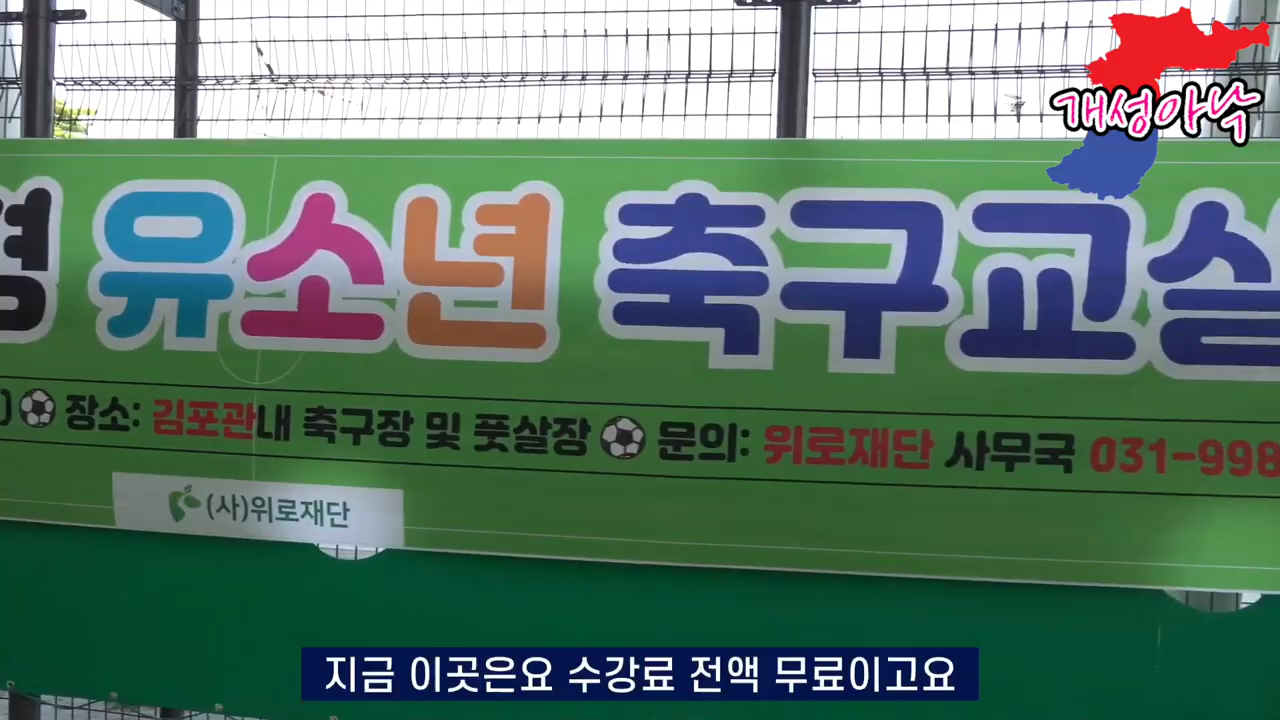 개성아낙
유소년 축구교실
장소: 김포관내 축구장 및 풋살장 문의: 위로재단 사무국 031-998
(사)위로재단
지금 이곳은요 수강료 전액 무료이고요